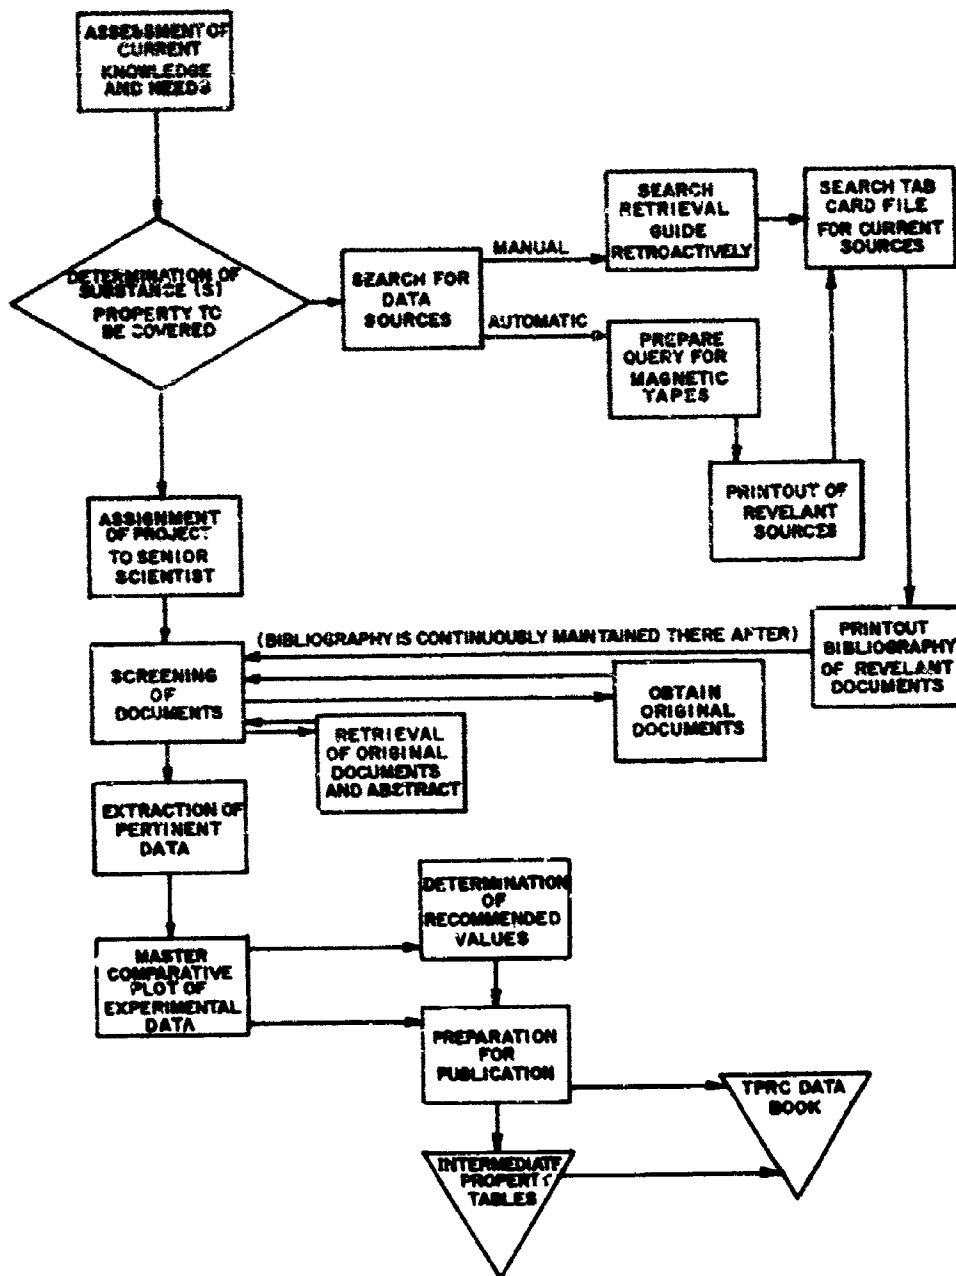 ASSESSMENT OF
CURRENT
KNOWLEDGE
AND NEEDS
DETERMINATION OF
SUBSTANCE (S)
PROPERTY TO
BE COVERED
SEARCH FOR
DATA
SOURCES
MANUAL
AUTOMATIC
SEARCH
RETRIEVAL
GUIDE
RETROACTIVELY
SEARCH TAB
CARD FILE
FOR CURRENT
SOURCES
PREPARE
QUERY FOR
MAGNETIC
TAPES
PRINTOUT OF
REVELANT
SOURCES
ASSIGNMENT
OF PROJECT
TO SENIOR
SCIENTIST
(BIBLIOGRAPHY IS CONTINUOUSLY MAINTAINED THERE AFTER)
PRINTOUT
BIBLIOGRAPHY
OF REVELANT
DOCUMENTS
SCREENING
OF
DOCUMENTS
OBTAIN
ORIGINAL
DOCUMENTS
RETRIEVAL
OF ORIGINAL
DOCUMENTS
AND ABSTRACT
EXTRACTION OF
PERTINENT
DATA
DETERMINATION
OF
RECOMMENDED
VALUES
MASTER
COMPARATIVE
PLOT OF
EXPERIMENTAL
DATA
PREPARATION
FOR
PUBLICATION
TPRC DATA
BOOK
INTERMEDIATE
PROPERTY
TABLES